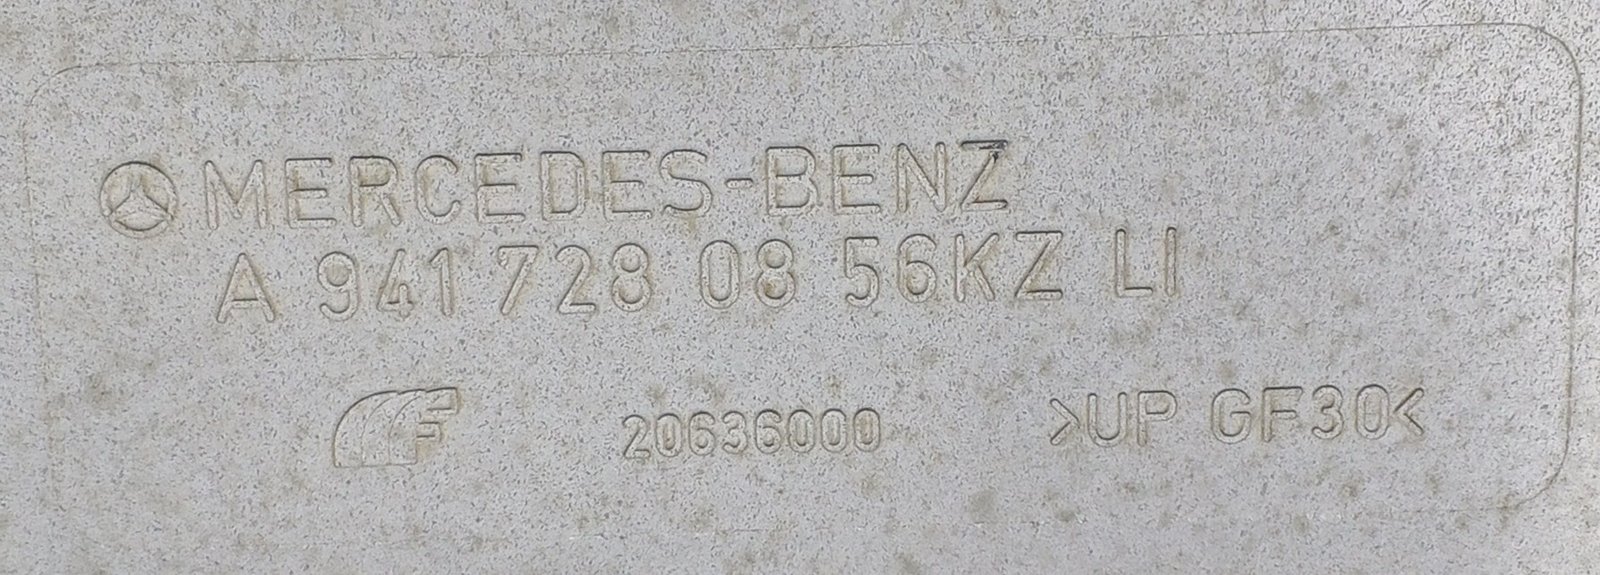 MERCEDES-BENZ
A 941 728 08 56KZ LI
20636000 >UP GF30<